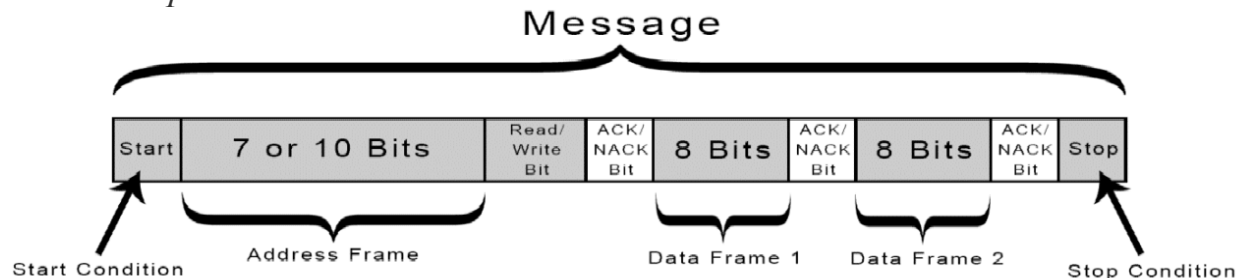 Message
Start
7 or 10 Bits
Read/
Write
Bit
ACK/
NACK
Bit
8 Bits
ACK/
NACK
Bit
8 Bits
ACK/
NACK
Bit
Stop
Start Condition
Address Frame
Data Frame 1
Data Frame 2
Stop Condition